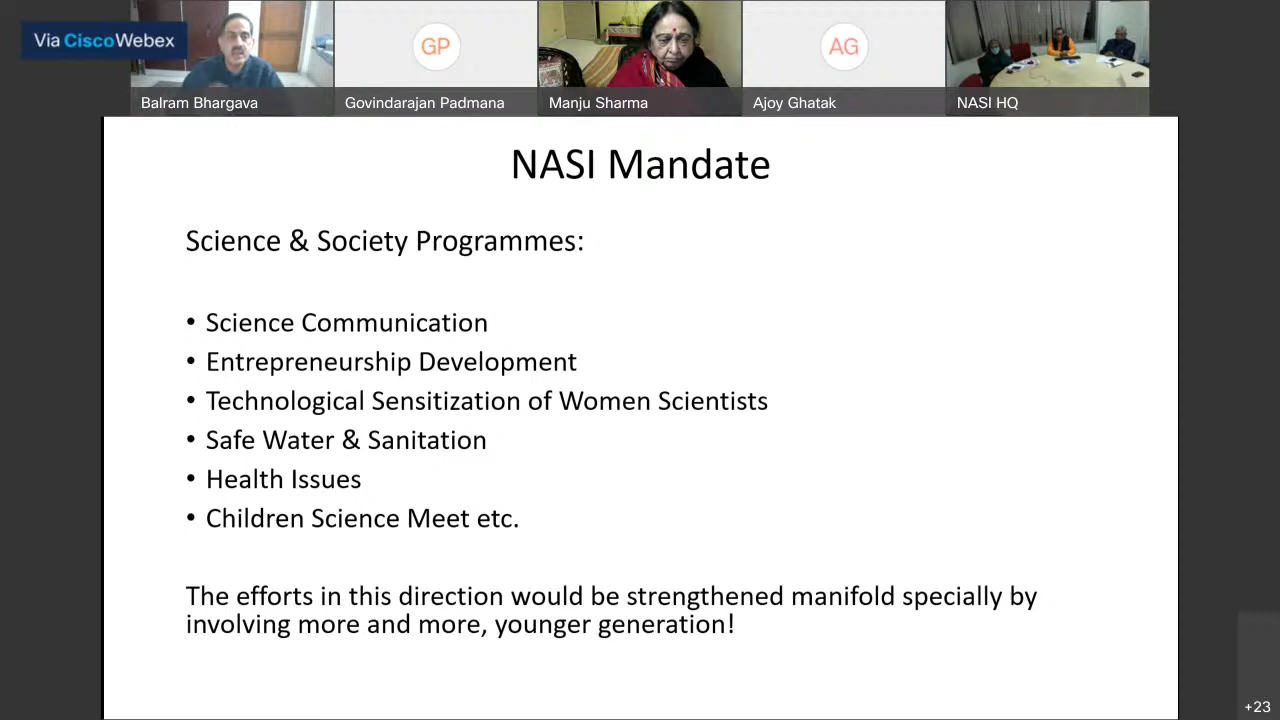 Via CiscoWebex
GP
AG
Balram Bhargava
Govindarajan Padmana
Manju Sharma
Ajoy Ghatak
NASI HQ
NASI Mandate
Science & Society Programmes:
• Science Communication
• Entrepreneurship Development
• Technological Sensitization of Women Scientists
• Safe Water & Sanitation
• Health Issues
• Children Science Meet etc.
The efforts in this direction would be strengthened manifold specially by
involving more and more, younger generation!
+23